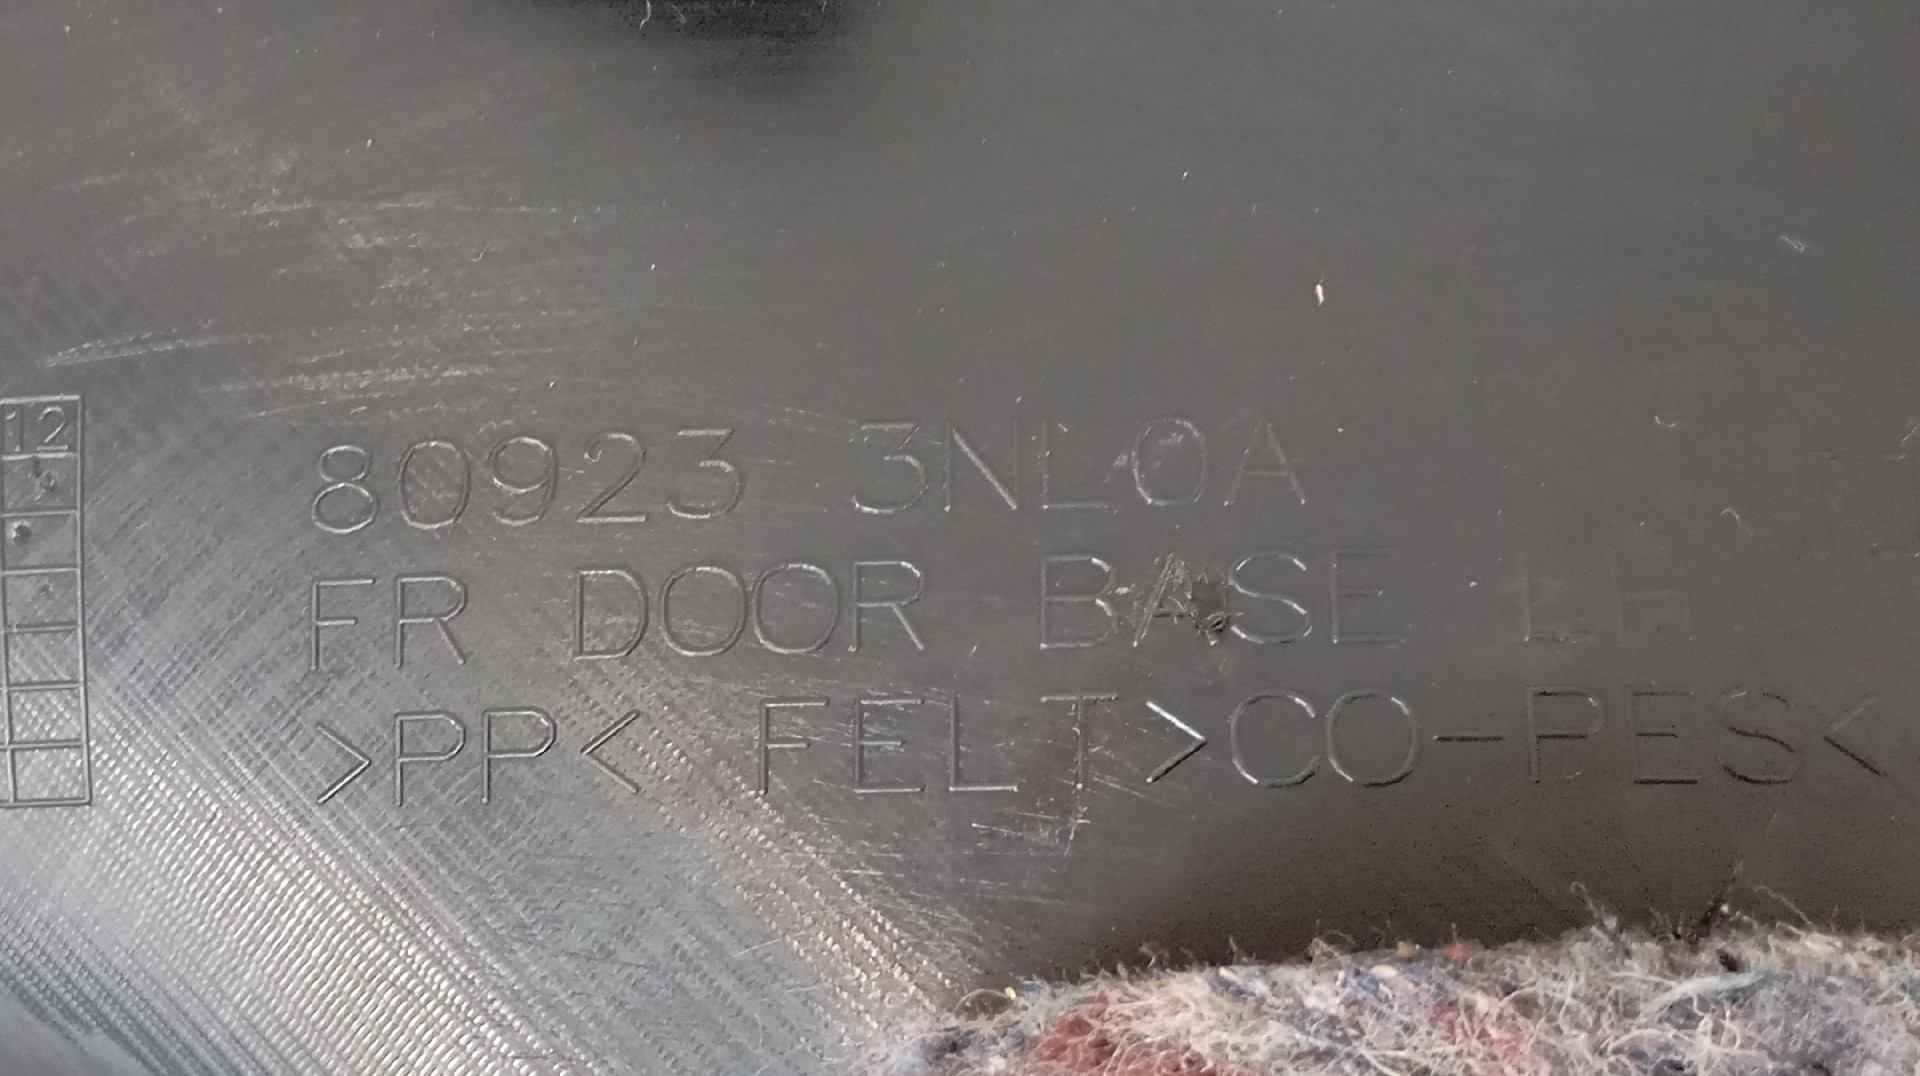 12
80923 3NL0A
FR DOOR BASE LH
>PP< FELT>CO-PES<